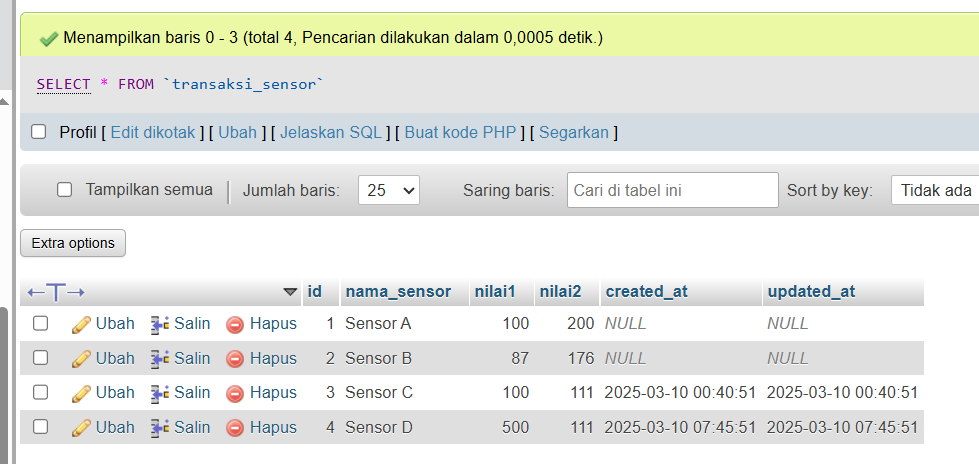 Menampilkan baris 0 - 3 (total 4, Pencarian dilakukan dalam 0,0005 detik.)
SELECT * FROM `transaksi_sensor`
Profil [ Edit dikotak ] [ Ubah ] [ Jelaskan SQL ] [ Buat kode PHP ] [ Segarkan ]
Tampilkan semua Jumlah baris: 25 Saring baris: Cari di tabel ini Sort by key: Tidak ada
Extra options
id nama_sensor nilai1 nilai2 created_at updated_at
Ubah Salin Hapus 1 Sensor A 100 200 NULL NULL
Ubah Salin Hapus 2 Sensor B 87 176 NULL NULL
Ubah Salin Hapus 3 Sensor C 100 111 2025-03-10 00:40:51 2025-03-10 00:40:51
Ubah Salin Hapus 4 Sensor D 500 111 2025-03-10 07:45:51 2025-03-10 07:45:51